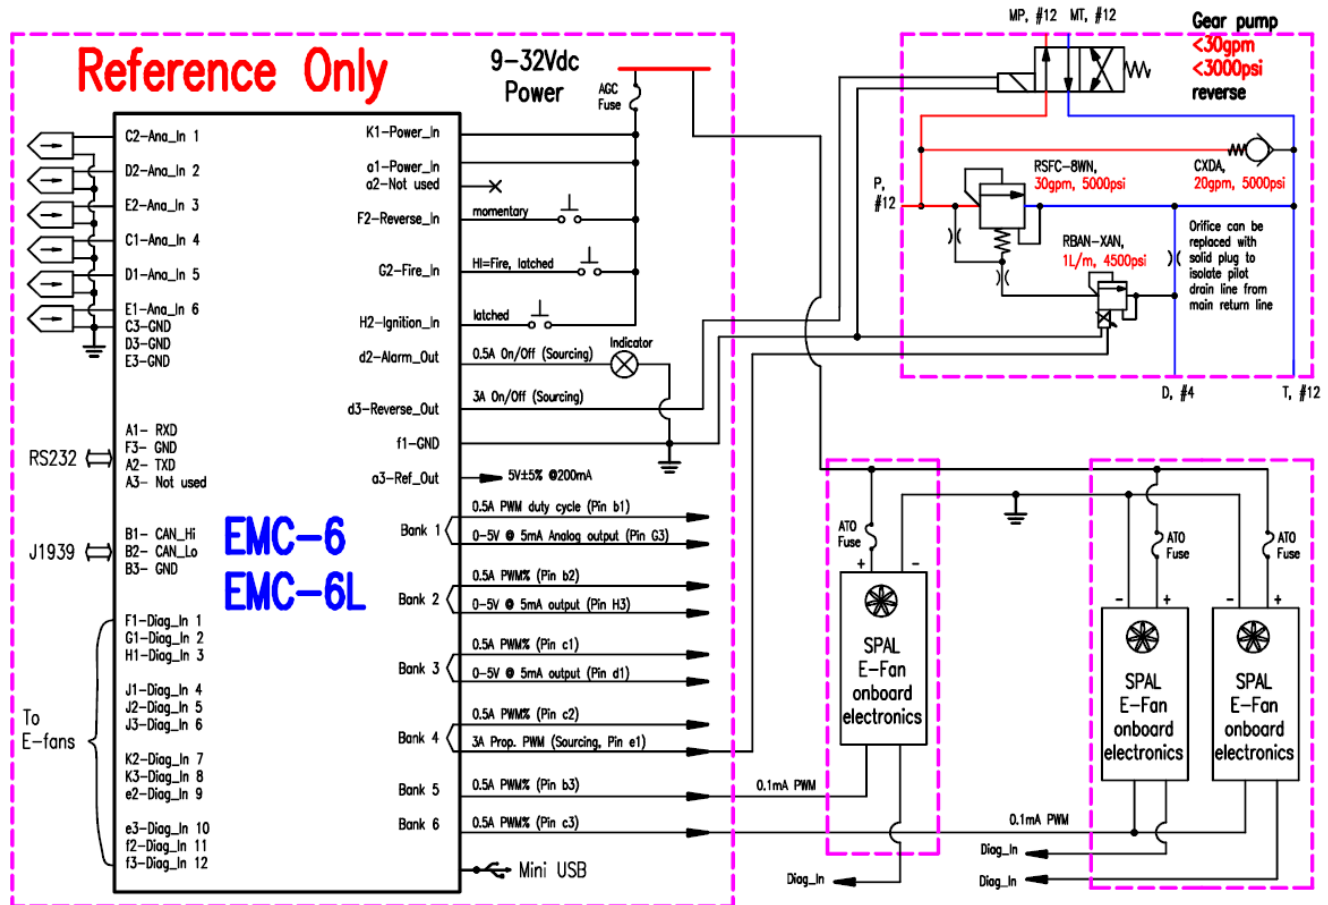 Reference Only
9-32Vdc
Power
AGC
Fuse
C2-Ana_In 1
D2-Ana_In 2
E2-Ana_In 3
C1-Ana_In 4
D1-Ana_In 5
E1-Ana_In 6
C3-GND
D3-GND
E3-GND
RS232
A1- RXD
F3- GND
A2- TXD
A3- Not used
J1939
B1- CAN_Hi
B2- CAN_Lo
B3- GND
EMC-6
EMC-6L
To
E-fans
F1-Diag_In 1
G1-Diag_In 2
H1-Diag_In 3
J1-Diag_In 4
J2-Diag_In 5
J3-Diag_In 6
K2-Diag_In 7
K3-Diag_In 8
e2-Diag_In 9
e3-Diag_In 10
f2-Diag_In 11
f3-Diag_In 12
K1-Power_In
a1-Power_In
a2-Not used
F2-Reverse_In
momentary
G2-Fire_In
HI=Fire, latched
H2-Ignition_In
latched
d2-Alarm_Out
0.5A On/Off (Sourcing)
Indicator
d3-Reverse_Out
3A On/Off (Sourcing)
f1-GND
a3-Ref_Out
5V±5% @200mA
Bank 1
0.5A PWM duty cycle (Pin b1)
0-5V @ 5mA Analog output (Pin G3)
Bank 2
0.5A PWM% (Pin b2)
0-5V @ 5mA output (Pin H3)
Bank 3
0.5A PWM% (Pin c1)
0-5V @ 5mA output (Pin d1)
Bank 4
0.5A PWM% (Pin c2)
3A Prop. PWM (Sourcing, Pin e1)
Bank 5
0.5A PWM% (Pin b3)
Bank 6
0.5A PWM% (Pin c3)
Mini USB
MP, #12
MT, #12
Gear pump
<30gpm
<3000psi
reverse
P,
#12
RSFC-8WN,
30gpm, 5000psi
CXDA,
20gpm, 5000psi
RBAN-XAN,
1L/m, 4500psi
Orifice can be
replaced with
solid plug to
isolate pilot
drain line from
main return line
D, #4
T, #12
ATO
Fuse
+
-
SPAL
E-Fan
onboard
electronics
0.1mA PWM
Diag_In
ATO
Fuse
-
+
SPAL
E-Fan
onboard
electronics
ATO
Fuse
-
+
SPAL
E-Fan
onboard
electronics
0.1mA PWM
Diag_In
Diag_In